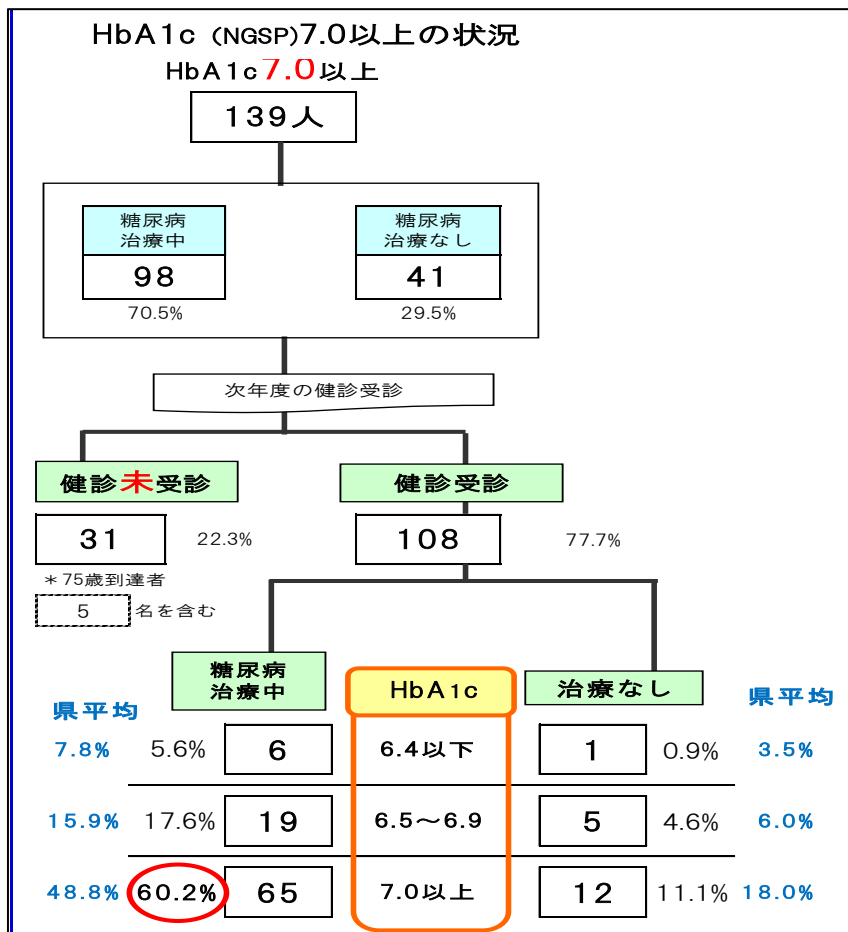 HbA1c (NGSP)7.0以上の状況
HbA1c7.0以上
139人
糖尿病
治療中
98
70.5%
糖尿病
治療なし
41
29.5%
次年度の健診受診
健診未受診
31
22.3%
*75歳到達者
5
名を含む
健診受診
108
77.7%
糖尿病
治療中
HbA1c
治療なし
県平均
県平均
7.8% 5.6% 6 6.4以下 1 0.9% 3.5%
15.9% 17.6% 19 6.5～6.9 5 4.6% 6.0%
48.8% 60.2% 65 7.0以上 12 11.1% 18.0%